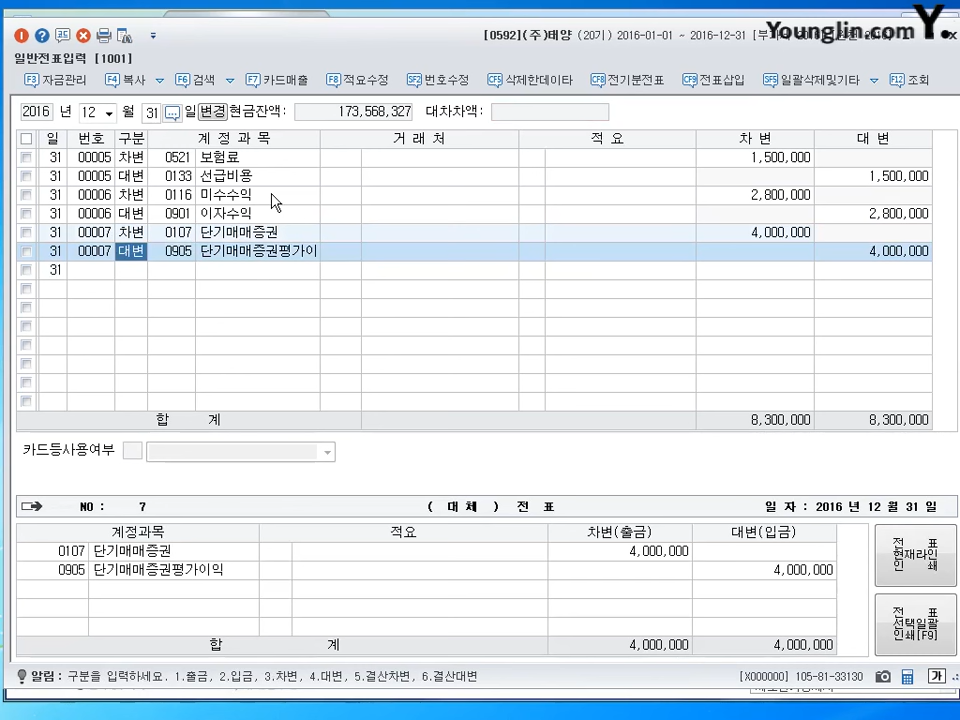 Younglin.com Y.
[0592](주)태양 (20기) 2016-01-01 ~ 2016-12-31
일반전표입력 [1001]
F3 자금관리 F4 복사 F6 검색 F7 카드매출 F8 적요수정 SF2 번호수정 CF5 삭제한데이타 CF8 전기분전표 CF9 전표삽입 SF5 일괄삭제및기타 F12 조회
2016 년 12 월 31 ... 일 변경 현금잔액: 173,568,327 대차차액:
일 번호 구분 계 정 과 목 거 래 처 적 요 차 변 대 변
31 00005 차변 0521 보험료 1,500,000
31 00005 대변 0133 선급비용 1,500,000
31 00006 차변 0116 미수수익 2,800,000
31 00006 대변 0901 이자수익 2,800,000
31 00007 차변 0107 단기매매증권 4,000,000
31 00007 대변 0905 단기매매증권평가이 4,000,000
31
합 계 8,300,000 8,300,000
카드등사용여부
NO : 7 ( 대 체 ) 전 표 일 자 : 2016 년 12 월 31 일
계정과목 적요 차변(출금) 대변(입금)
0107 단기매매증권 4,000,000
0905 단기매매증권평가이익 4,000,000
합 계 4,000,000 4,000,000
전 표
현재라인
인 쇄
전 표
선택일괄
인쇄[F9]
알림 : 구분을 입력하세요. 1.출금, 2.입금, 3.차변, 4.대변, 5.결산차변, 6.결산대변 [X000000] 105-81-33130 가